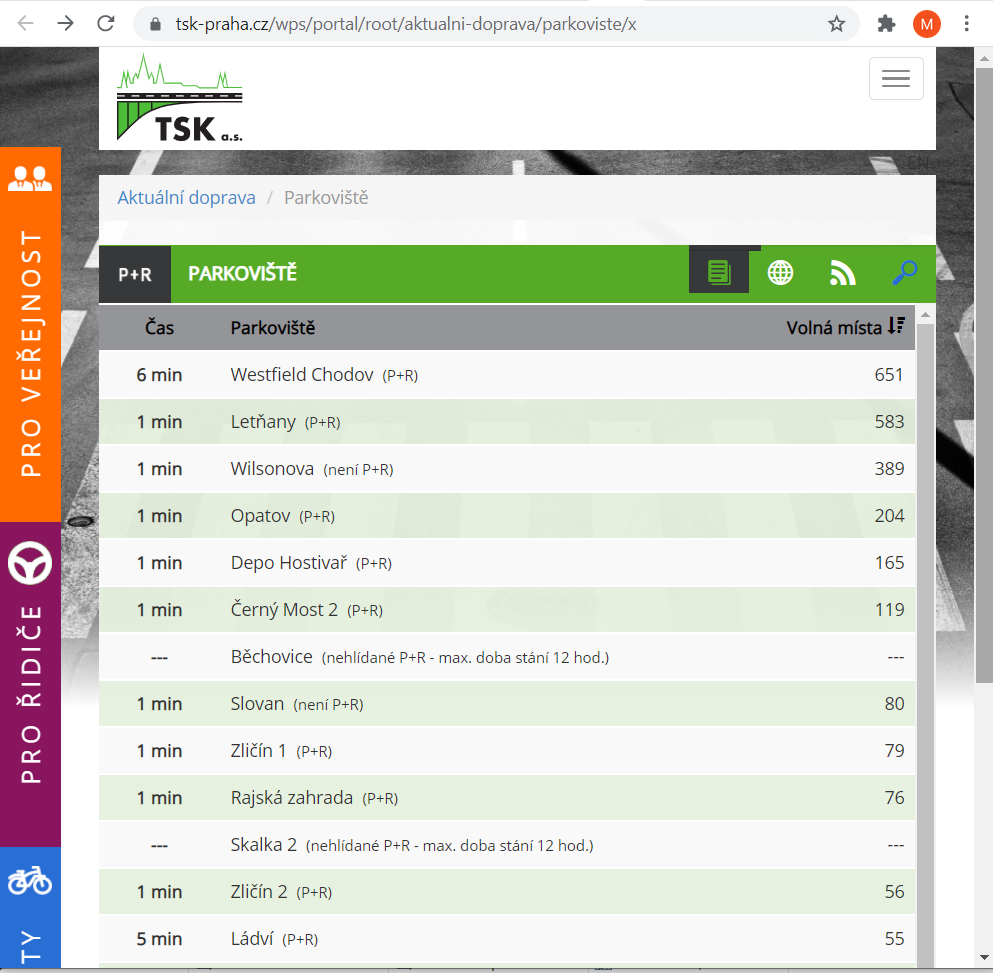 tsk-praha.cz/wps/portal/root/aktualni-doprava/parkoviste/x
M
TSK a.s.
EN
Aktuální doprava / Parkoviště
P+R PARKOVIŠTĚ
Čas Parkoviště Volná místa
6 min Westfield Chodov (P+R) 651
1 min Letňany (P+R) 583
1 min Wilsonova (není P+R) 389
1 min Opatov (P+R) 204
1 min Depo Hostivař (P+R) 165
1 min Černý Most 2 (P+R) 119
--- Běchovice (nehlídané P+R - max. doba stání 12 hod.) ---
1 min Slovan (není P+R) 80
1 min Zličín 1 (P+R) 79
1 min Rajská zahrada (P+R) 76
--- Skalka 2 (nehlídané P+R - max. doba stání 12 hod.) ---
1 min Zličín 2 (P+R) 56
5 min Ládví (P+R) 55
PRO VEŘEJNOST
PRO ŘIDIČE
TY